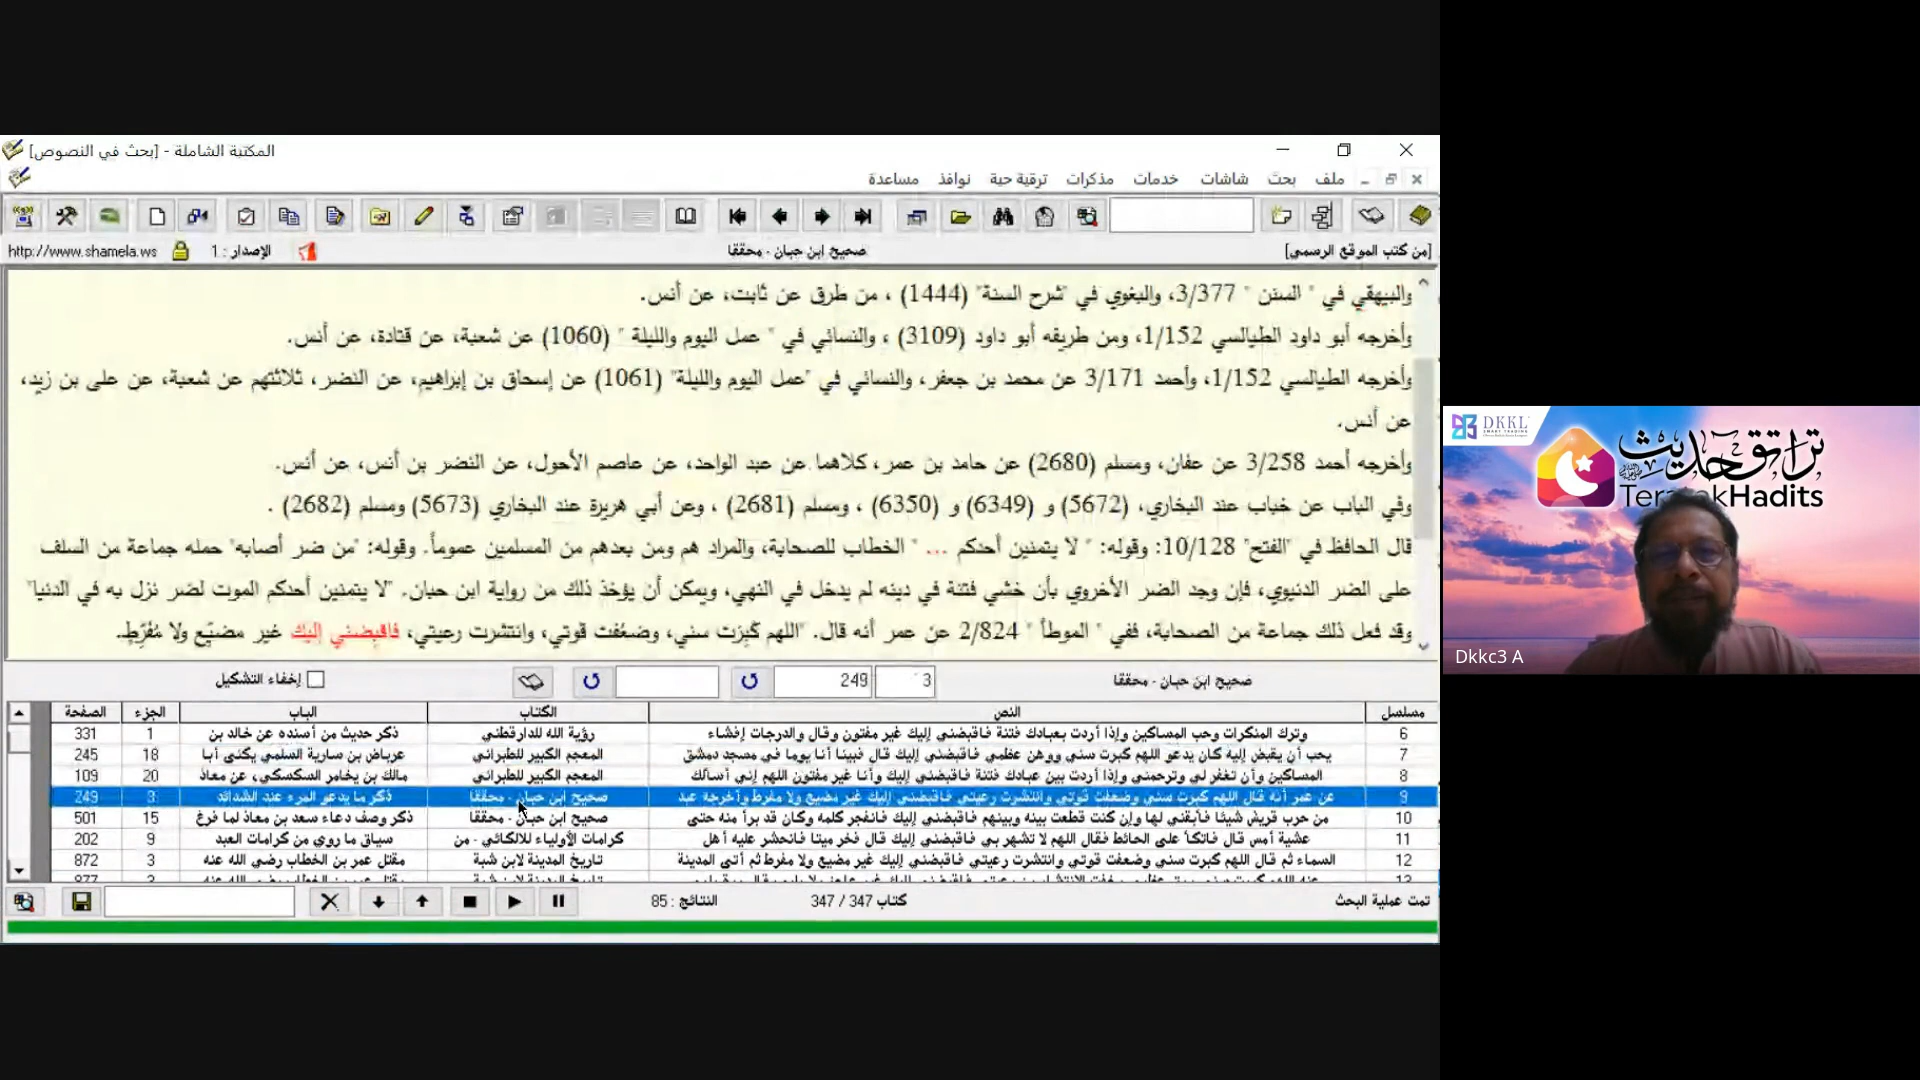 المكتبة الشاملة - [بحث في النصوص]
ملف بحث شاشات خدمات مذكرات ترقية حية نوافذ مساعدة
[من كتب الموقع الرسمي] صحيح ابن حبان - محققا الإصدار : 1 http://www.shamela.ws
والبيهقي في " السنن " 3/377، والبغوي في "شرح السنة" (1444) ، من طرق عن ثابت، عن أنس.
وأخرجه أبو داود الطيالسي 1/152، ومن طريقه أبو داود (3109) ، والنسائي في " عمل اليوم والليلة " (1060) عن شعبة، عن قتادة، عن أنس.
وأخرجه الطيالسي 1/152، وأحمد 3/171 عن محمد بن جعفر، والنسائي في "عمل اليوم والليلة" (1061) عن إسحاق بن إبراهيم، عن النضر، ثلاثتهم عن شعبة، عن علي بن زيد،
عن أنس.
وأخرجه أحمد 3/258 عن عفان، ومسلم (2680) عن حامد بن عمر، كلاهما عن عبد الواحد، عن عاصم الأحول، عن النضر بن أنس، عن أنس.
وفي الباب عن خباب عند البخاري، (5672) و (6349) و (6350) ، ومسلم (2681) ، وعن أبي هريرة عند البخاري (5673) ومسلم (2682) .
قال الحافظ في "الفتح" 10/128: وقوله: " لا يتمنين أحدكم ... " الخطاب للصحابة، والمراد هم ومن بعدهم من المسلمين عموماً. وقوله: "من ضر أصابه" حمله جماعة من السلف
على الضر الدنيوي، فإن وجد الضر الأخروي بأن خشي فتنة في دينه لم يدخل في النهي، ويمكن أن يؤخذ ذلك من رواية ابن حبان. "لا يتمنين أحدكم الموت لضر نزل به في الدنيا"
وقد فعل ذلك جماعة من الصحابة، ففي " الموطأ " 2/824 عن عمر أنه قال. "اللهم كَبِرَت سني، وضعُفت قوتي، وانتشرت رعيتي، فاقبضني إليك غير مضيّع ولا مُفَرِّط.
صحيح ابن حبان - محققا 3 249 إخفاء التشكيل
مسلسل النص الكتاب الباب الجزء الصفحة
6 وترك المنكرات وحب المساكين وإذا أردت بعبادك فتنة فاقبضني إليك غير مفتون وقال والدرجات إفشاء رؤية الله للدارقطني ذكر حديث من أسنده عن خالد بن 1 331
7 يحب أن يقبض إليه كان يدعو اللهم كبرت سني ووهن عظمي فاقبضني إليك قال فبينا أنا يوما في مسجد دمشق المعجم الكبير للطبراني عرباض بن سارية السلمي يكنى أبا 18 245
8 المساكين وأن تغفر لي وترحمني وإذا أردت بين عبادك فتنة فاقبضني إليك وأنا غير مفتون اللهم إني أسألك المعجم الكبير للطبراني مالك بن يخامر السكسكي، عن معاذ 20 109
9 عن عمر أنه قال اللهم كبرت سني وضعفت قوتي وانتشرت رعيتي فاقبضني إليك غير مضيع ولا مفرط وأخرجه عبد صحيح ابن حبان - محققا ذكر ما يدعو المرء عند الشدائد 3 249
10 من حرب قريش شيئا فأبقني لها وإن كنت قطعت بينه وبينهم فاقبضني إليك فانفجر كلمه وكان قد برأ منه حتى صحيح ابن حبان - محققا ذكر وصف دعاء سعد بن معاذ لما فرغ 15 501
11 عشية أمس قال فاتكأ على الحائط فقال اللهم لا تشهر بي فاقبضني إليك قال فخر ميتا فانحشر عليه أهل كرامات الأولياء للالكائي - من سياق ما روي من كرامات العبد 9 202
12 السماء ثم قال اللهم كبرت سني وضعفت قوتي وانتشرت رعيتي فاقبضني إليك غير مضيع ولا مفرط ثم أتى المدينة تاريخ المدينة لابن شبة مقتل عمر بن الخطاب رضي الله عنه 3 872
تمت عملية البحث كتاب 347 / 347 النتائج : 85
DKKL
تراتق حديث
Hadits
Dkkc3 A